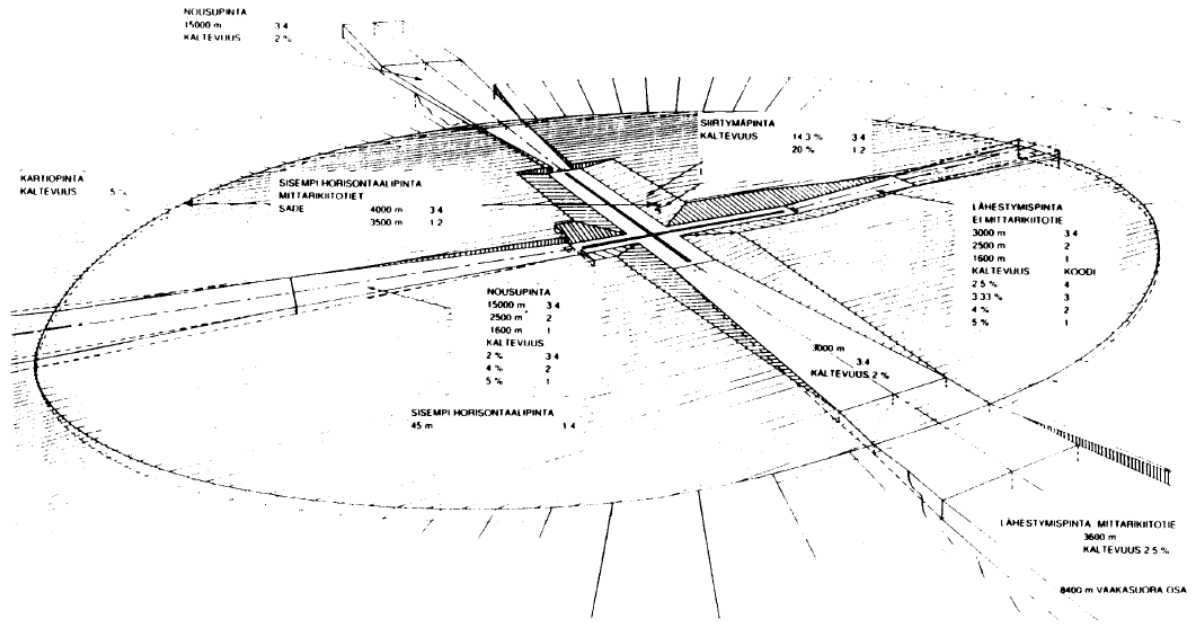 NOUSUPINTA
15000 m 3.4
KALTEVUUS 2 %
SIIRTYMÄPINTA
KALTEVUUS 14.3 % 3.4
20 % 1.2
KARTIOPINTA
KALTEVUUS 5 %
SISEMPI HORISONTAALIPINTA
MITTARIKIITOTIET
SÄDE 4000 m 3.4
3500 m 1.2
LÄHESTYMISPINTA
EI MITTARIKIITOTIE
3000 m 3.4
2500 m 2
1600 m 1
KALTEVUUS KOODI
2.5 % 4
3.33 % 3
4 % 2
5 % 1
NOUSUPINTA
15000 m 3.4
2500 m 2
1600 m 1
KALTEVUUS
2 % 3.4
4 % 2
5 % 1
3000 m
3.4
KALTEVUUS 2 %
SISEMPI HORISONTAALIPINTA
45 m 1.4
LÄHESTYMISPINTA MITTARIKIITOTIE
3600 m
KALTEVUUS 2.5 %
8400 m VAAKASUORA OSA